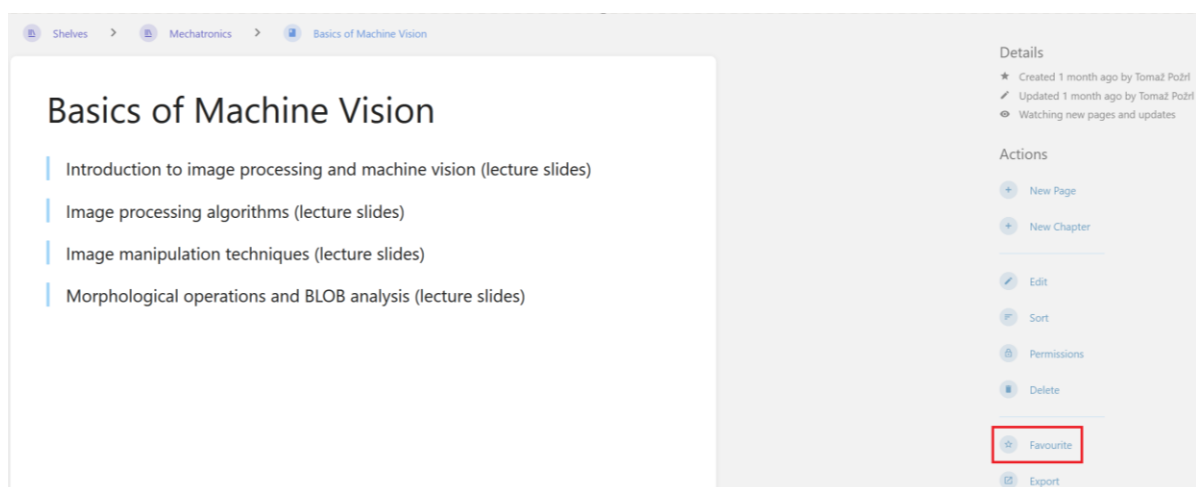 Shelves > Mechatronics > Basics of Machine Vision
Basics of Machine Vision
Introduction to image processing and machine vision (lecture slides)
Image processing algorithms (lecture slides)
Image manipulation techniques (lecture slides)
Morphological operations and BLOB analysis (lecture slides)
Details
Created 1 month ago by Tomaž Požrl
Updated 1 month ago by Tomaž Požrl
Watching new pages and updates
Actions
New Page
New Chapter
Edit
Sort
Permissions
Delete
Favourite
Export